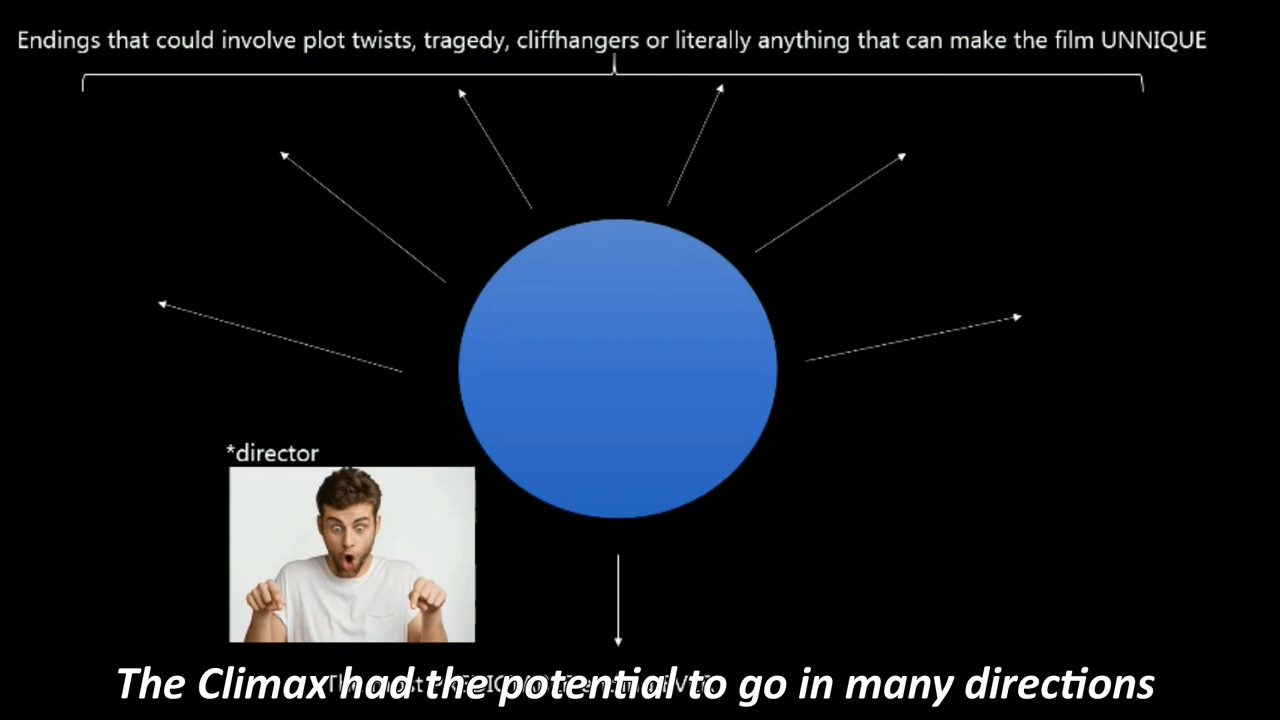 Endings that could involve plot twists, tragedy, cliffhangers or literally anything that can make the film UNNIQUE
*director
The Climax had the potential to go in many directions